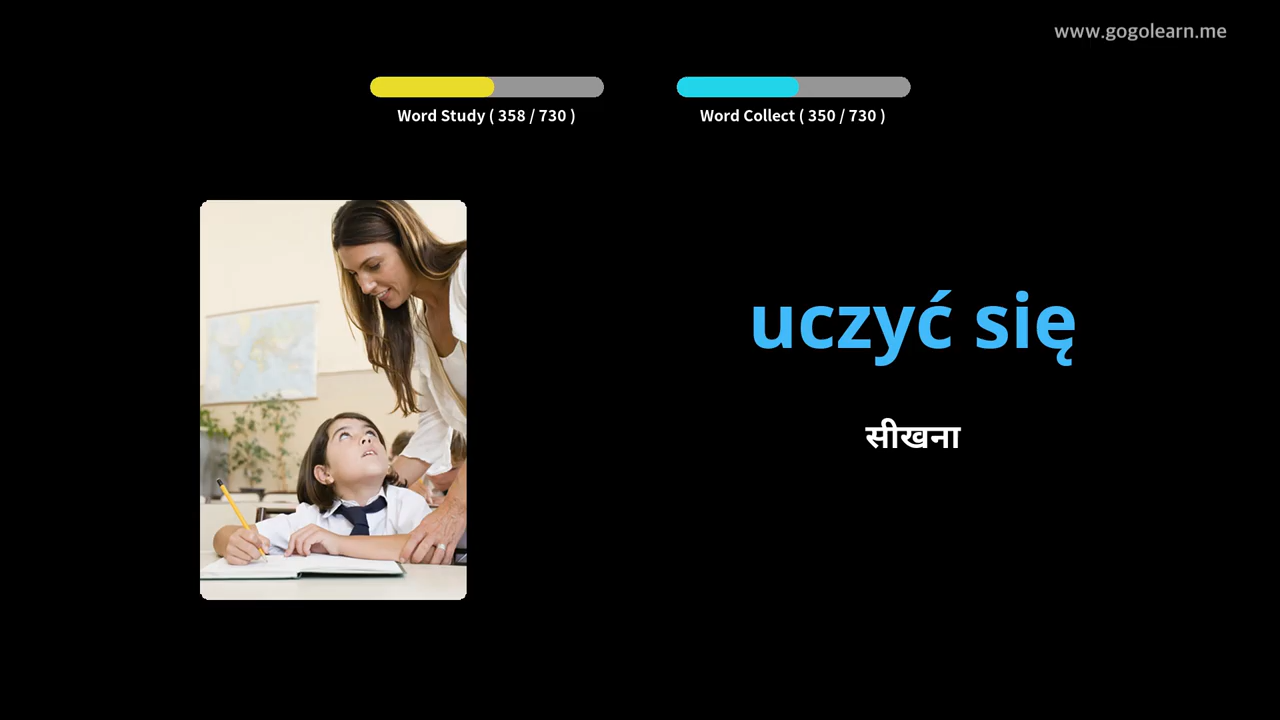 www.gogolearn.me
Word Study ( 358 / 730 )
Word Collect ( 350 / 730 )
uczyć się
सीखना